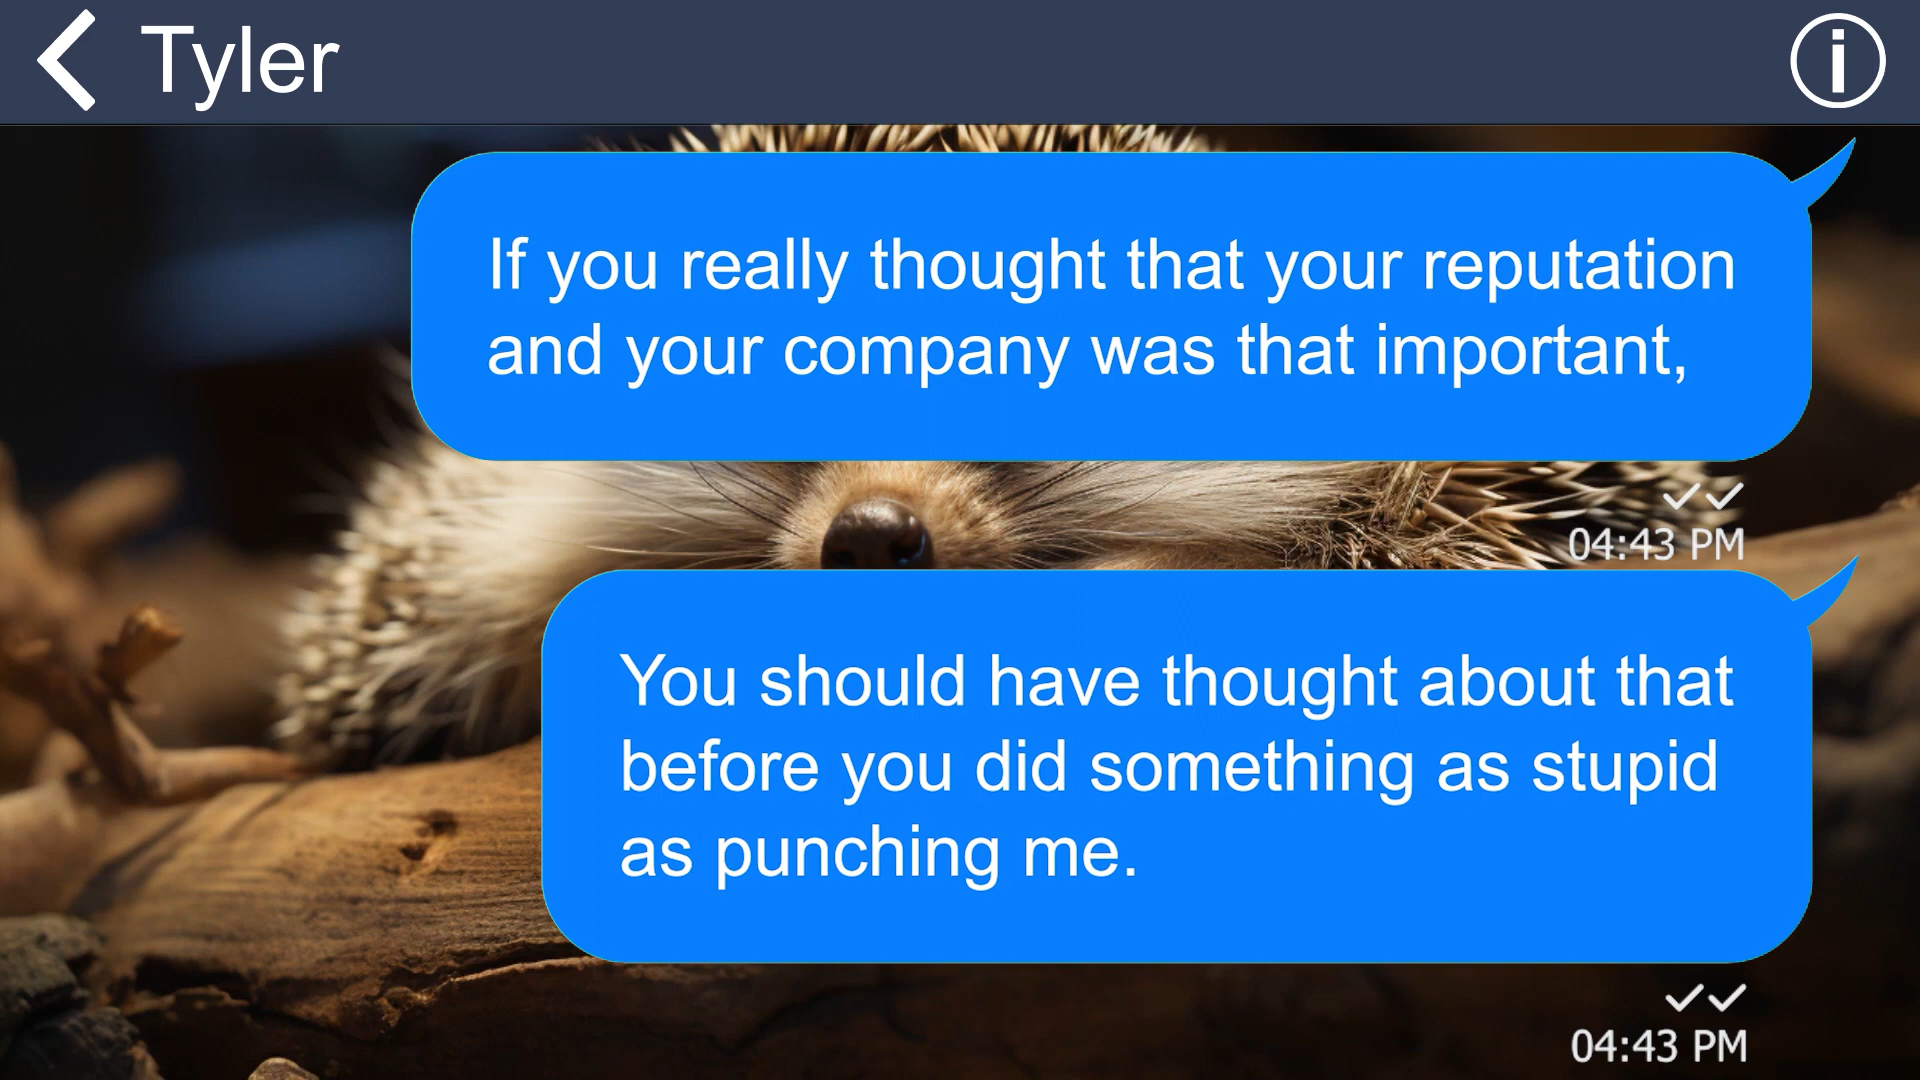 Tyler
If you really thought that your reputation
and your company was that important,
04:43 PM
You should have thought about that
before you did something as stupid
as punching me.
04:43 PM